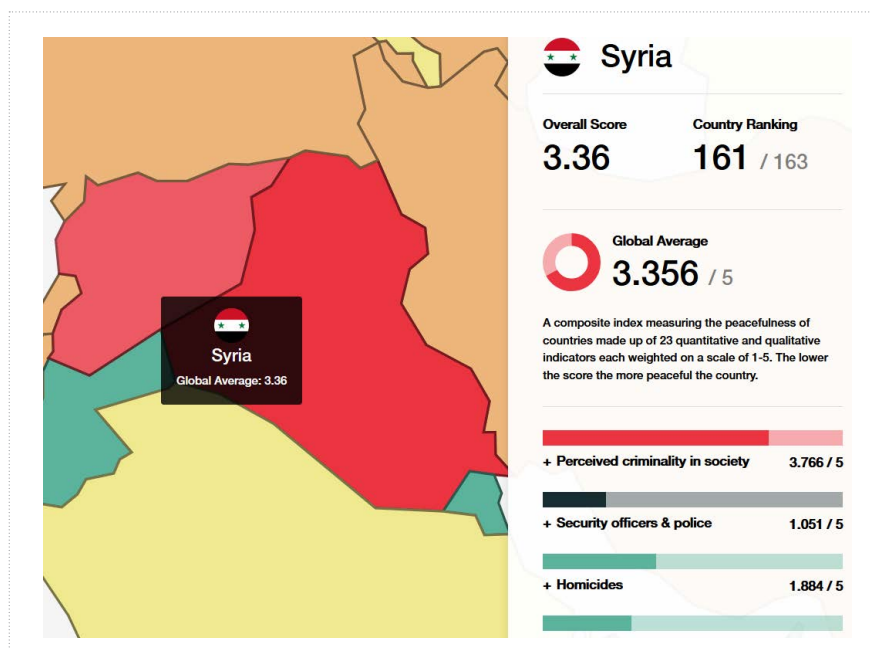 Syria
Global Average: 3.36
Syria
Overall Score
Country Ranking
3.36
161 / 163
Global Average
3.356 / 5
A composite index measuring the peacefulness of
countries made up of 23 quantitative and qualitative
indicators each weighted on a scale of 1-5. The lower
the score the more peaceful the country.
+ Perceived criminality in society 3.766 / 5
+ Security officers & police 1.051 / 5
+ Homicides 1.884 / 5